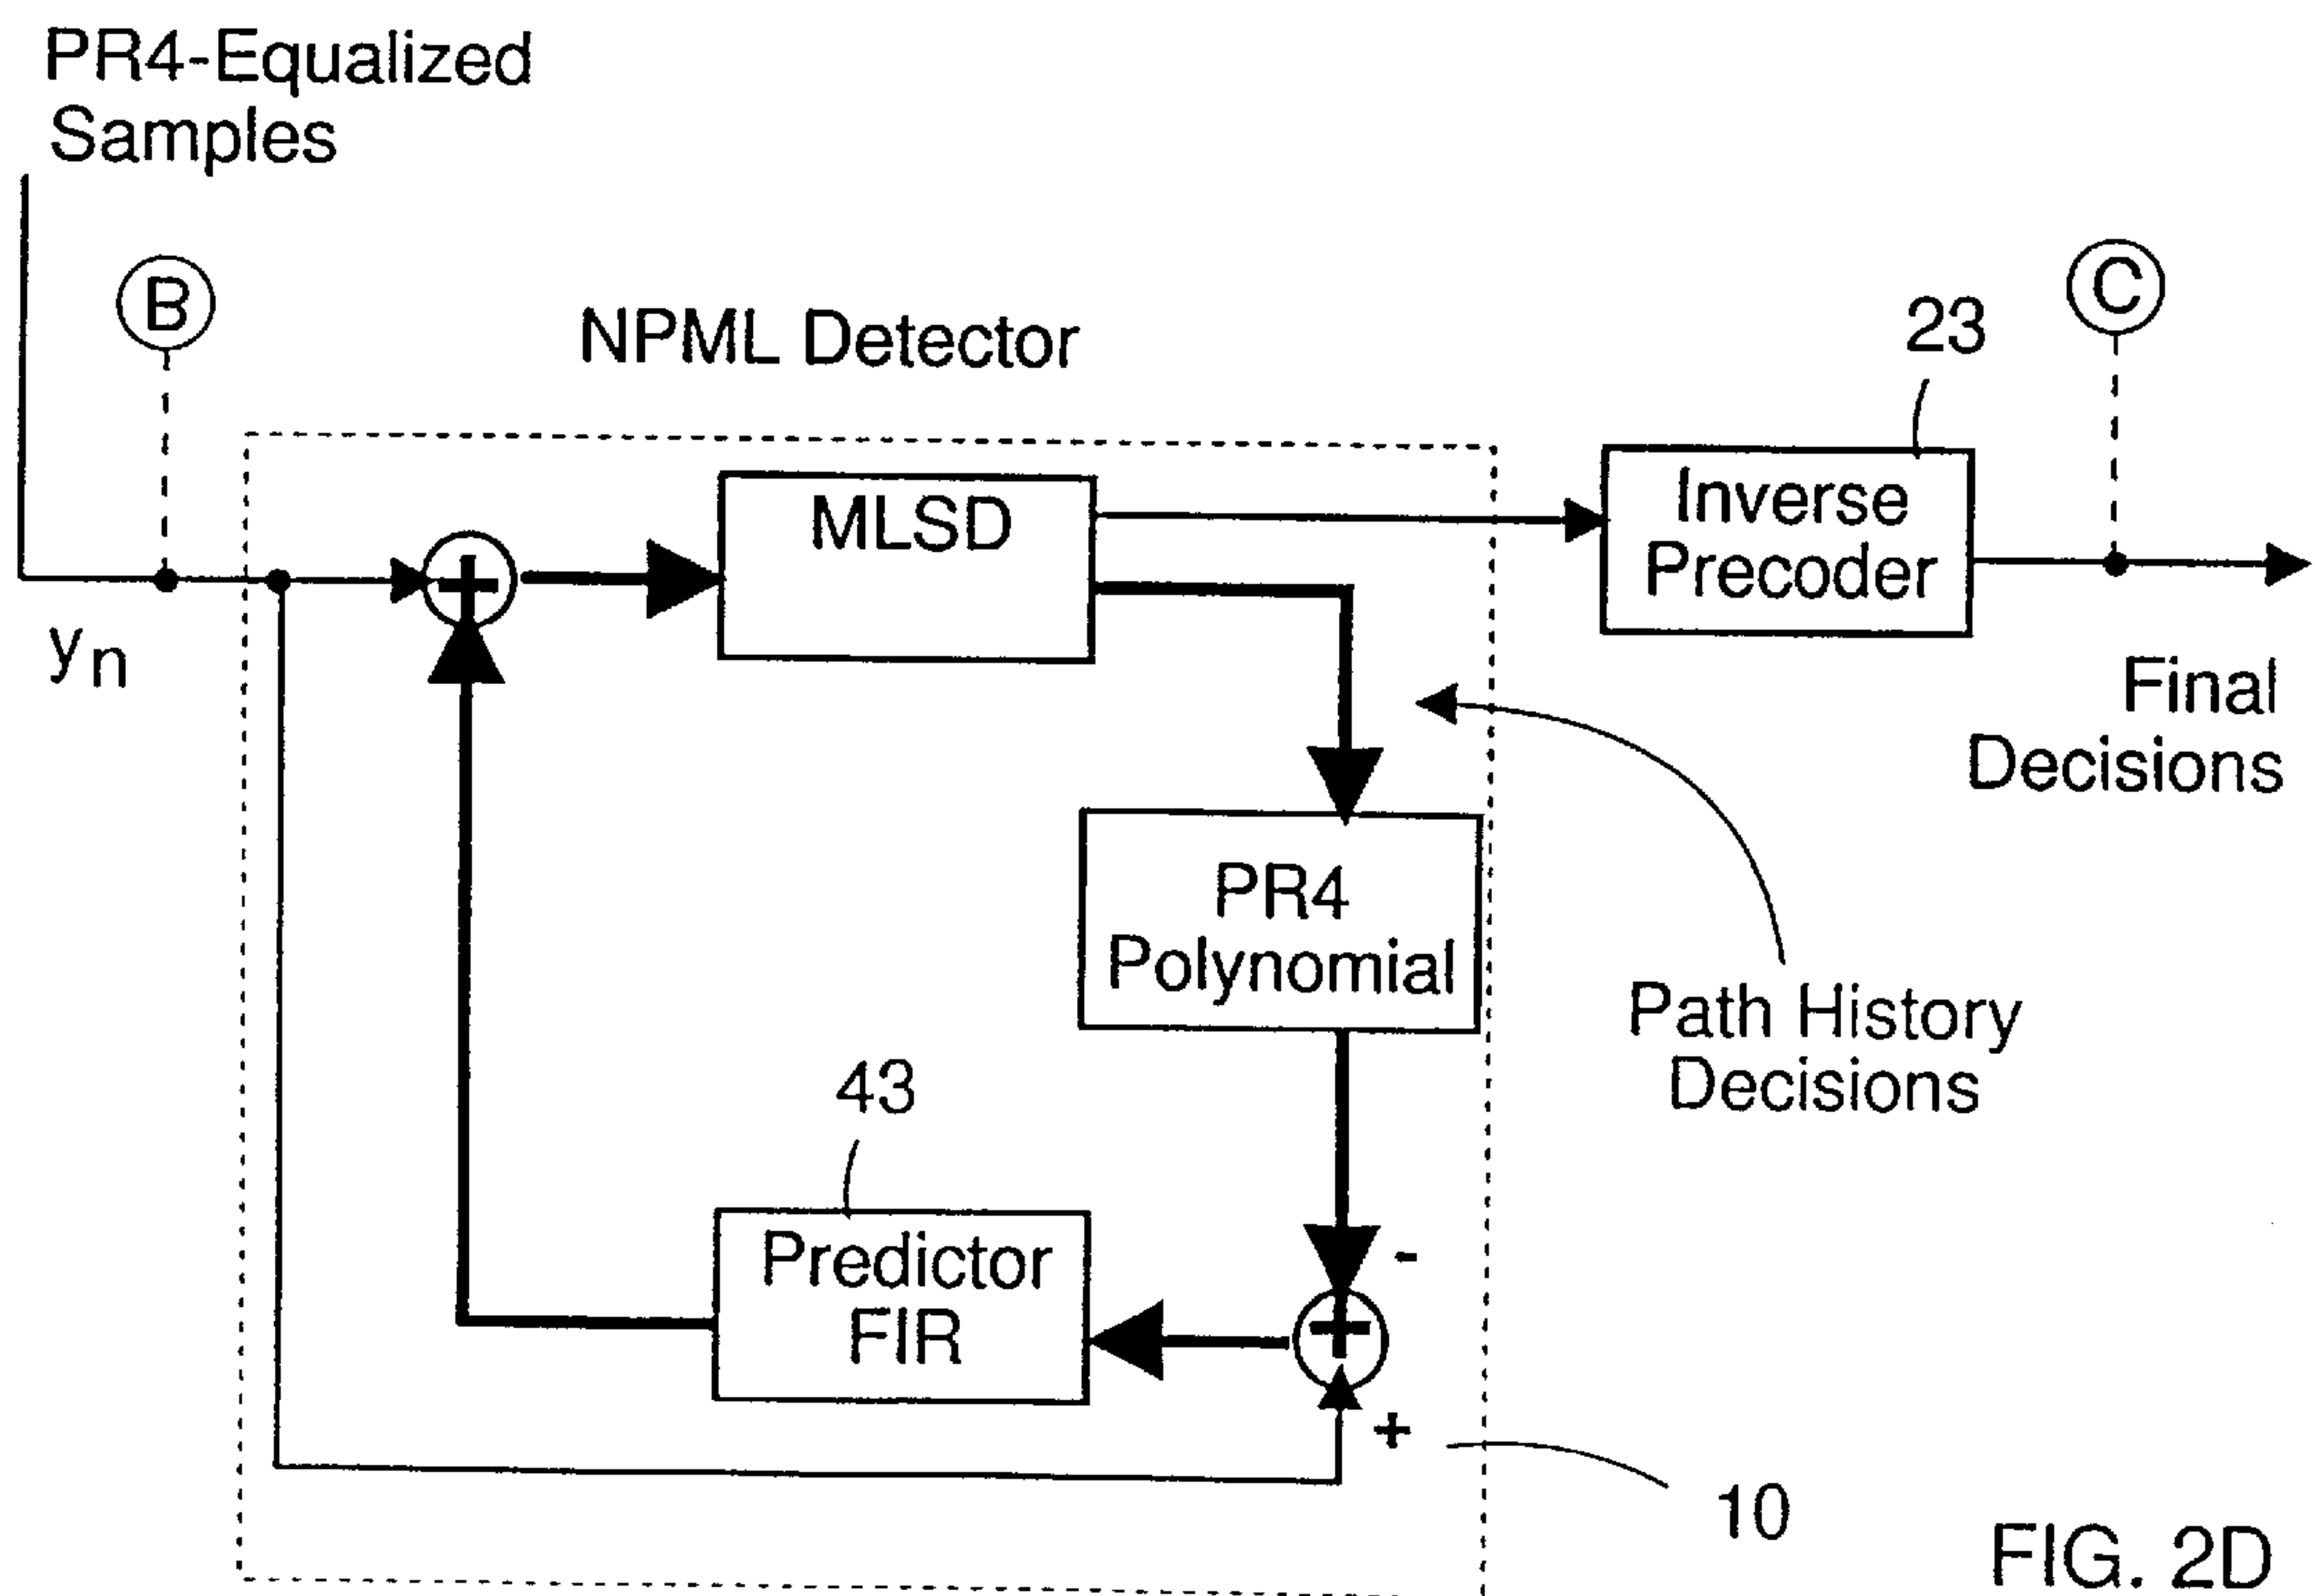 PR4-Equalized
Samples
B
NPML Detector
23
C
+
MLSD
Inverse
Precoder
yn
Final
Decisions
PR4
Polynomial
Path History
Decisions
43
Predictor
FIR
-
+
+
10
FIG. 2D